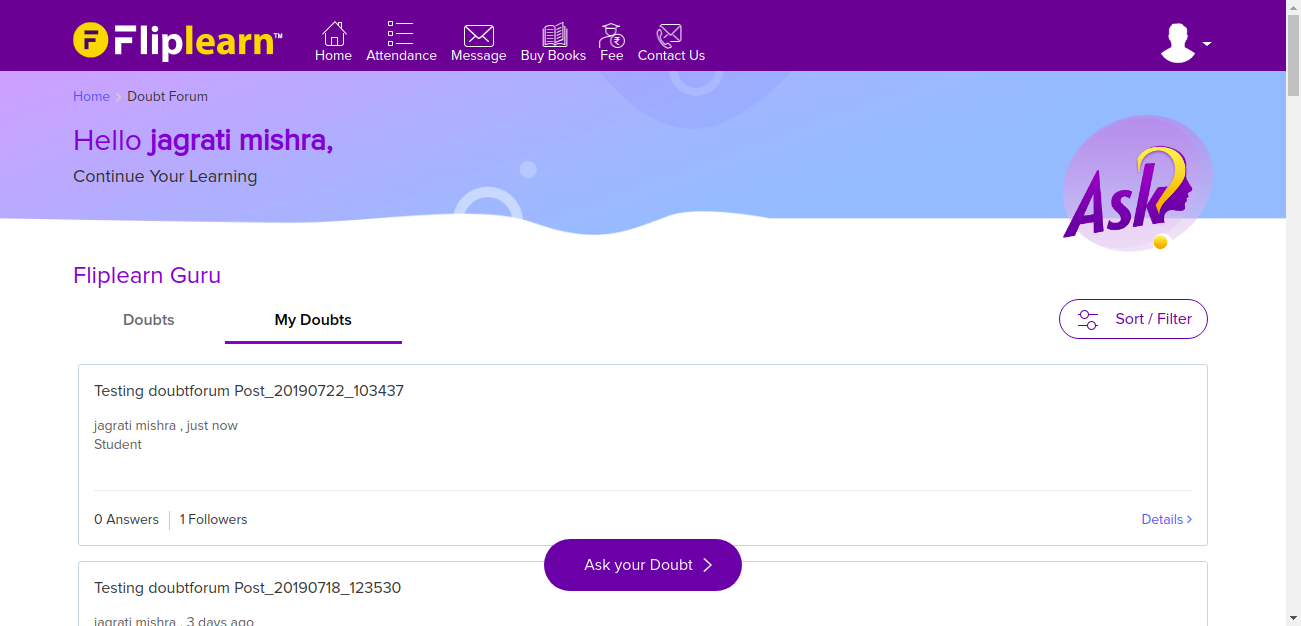 Fliplearn™
Home
Attendance
Message
Buy Books
Fee
Contact Us
Home > Doubt Forum
Hello jagrati mishra,
Continue Your Learning
Ask?
Fliplearn Guru
Doubts
My Doubts
Sort / Filter
Testing doubtforum Post_20190722_103437
jagrati mishra , just now
Student
0 Answers
1 Followers
Details >
Ask your Doubt >
Testing doubtforum Post_20190718_123530
jagrati mishra , 3 days ago